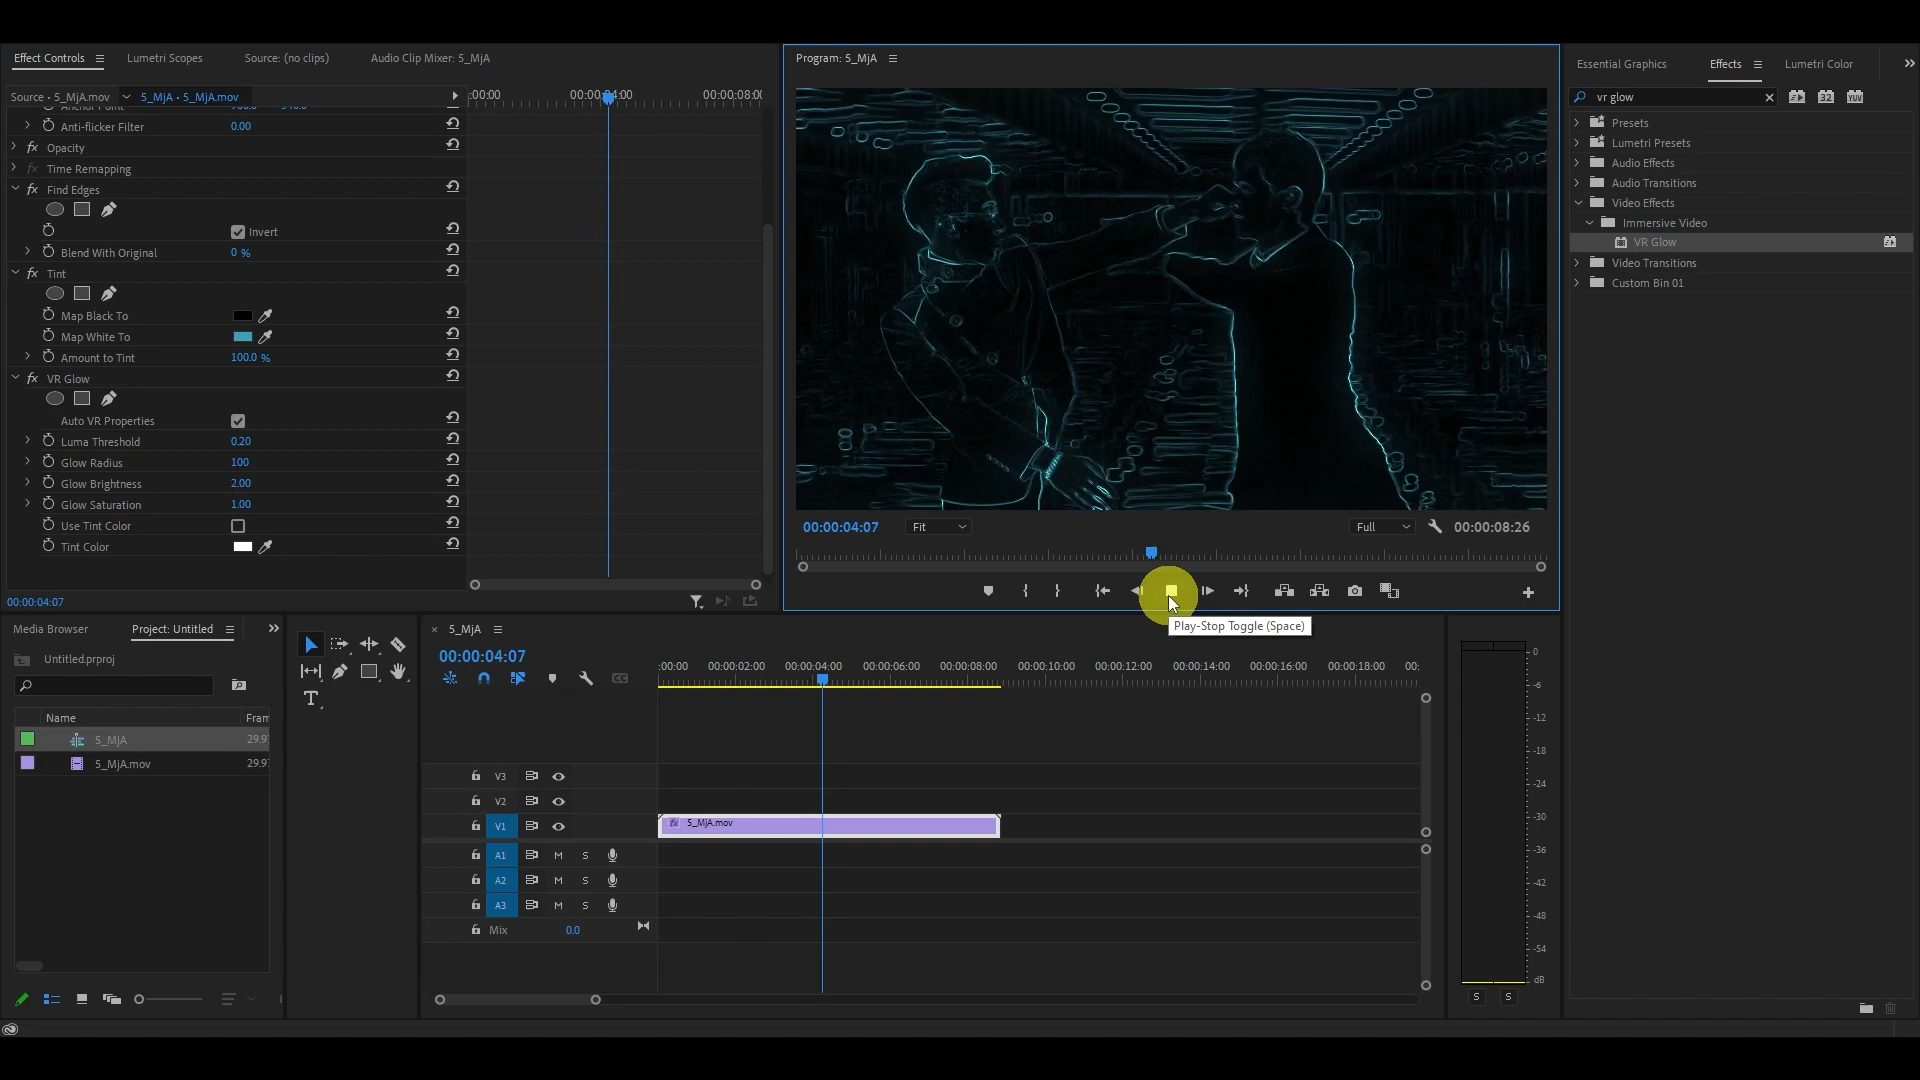 Effect Controls
Lumetri Scopes
Source: (no clips)
Audio Clip Mixer: 5_MjA
Source • 5_MjA.mov
5_MjA • 5_MjA.mov
:00:00
00:00:04:00
00:00:08:0
Anti-flicker Filter
0.00
fx Opacity
fx Time Remapping
fx Find Edges
Invert
Blend With Original
0 %
fx Tint
Map Black To
Map White To
Amount to Tint
100.0 %
fx VR Glow
Auto VR Properties
Luma Threshold
0.20
Glow Radius
100
Glow Brightness
2.00
Glow Saturation
1.00
Use Tint Color
Tint Color
00:00:04:07
Program: 5_MjA
00:00:04:07
Fit
Full
00:00:08:26
Play-Stop Toggle (Space)
Essential Graphics
Effects
Lumetri Color
vr glow
32
YUV
Presets
Lumetri Presets
Audio Effects
Audio Transitions
Video Effects
Immersive Video
VR Glow
Video Transitions
Custom Bin 01
Media Browser
Project: Untitled
Untitled.prproj
Name
Fram
5_MjA
29.9
5_MjA.mov
29.9
5_MjA
00:00:04:07
:00:00
00:00:02:00
00:00:04:00
00:00:06:00
00:00:08:00
00:00:10:00
00:00:12:00
00:00:14:00
00:00:16:00
00:00:18:00
00:
V3
V2
V1
fx 5_MjA.mov
A1 M S
A2 M S
A3 M S
Mix
0.0
0
-6
-12
-18
-24
-30
-36
-42
-48
-54
dB
S S